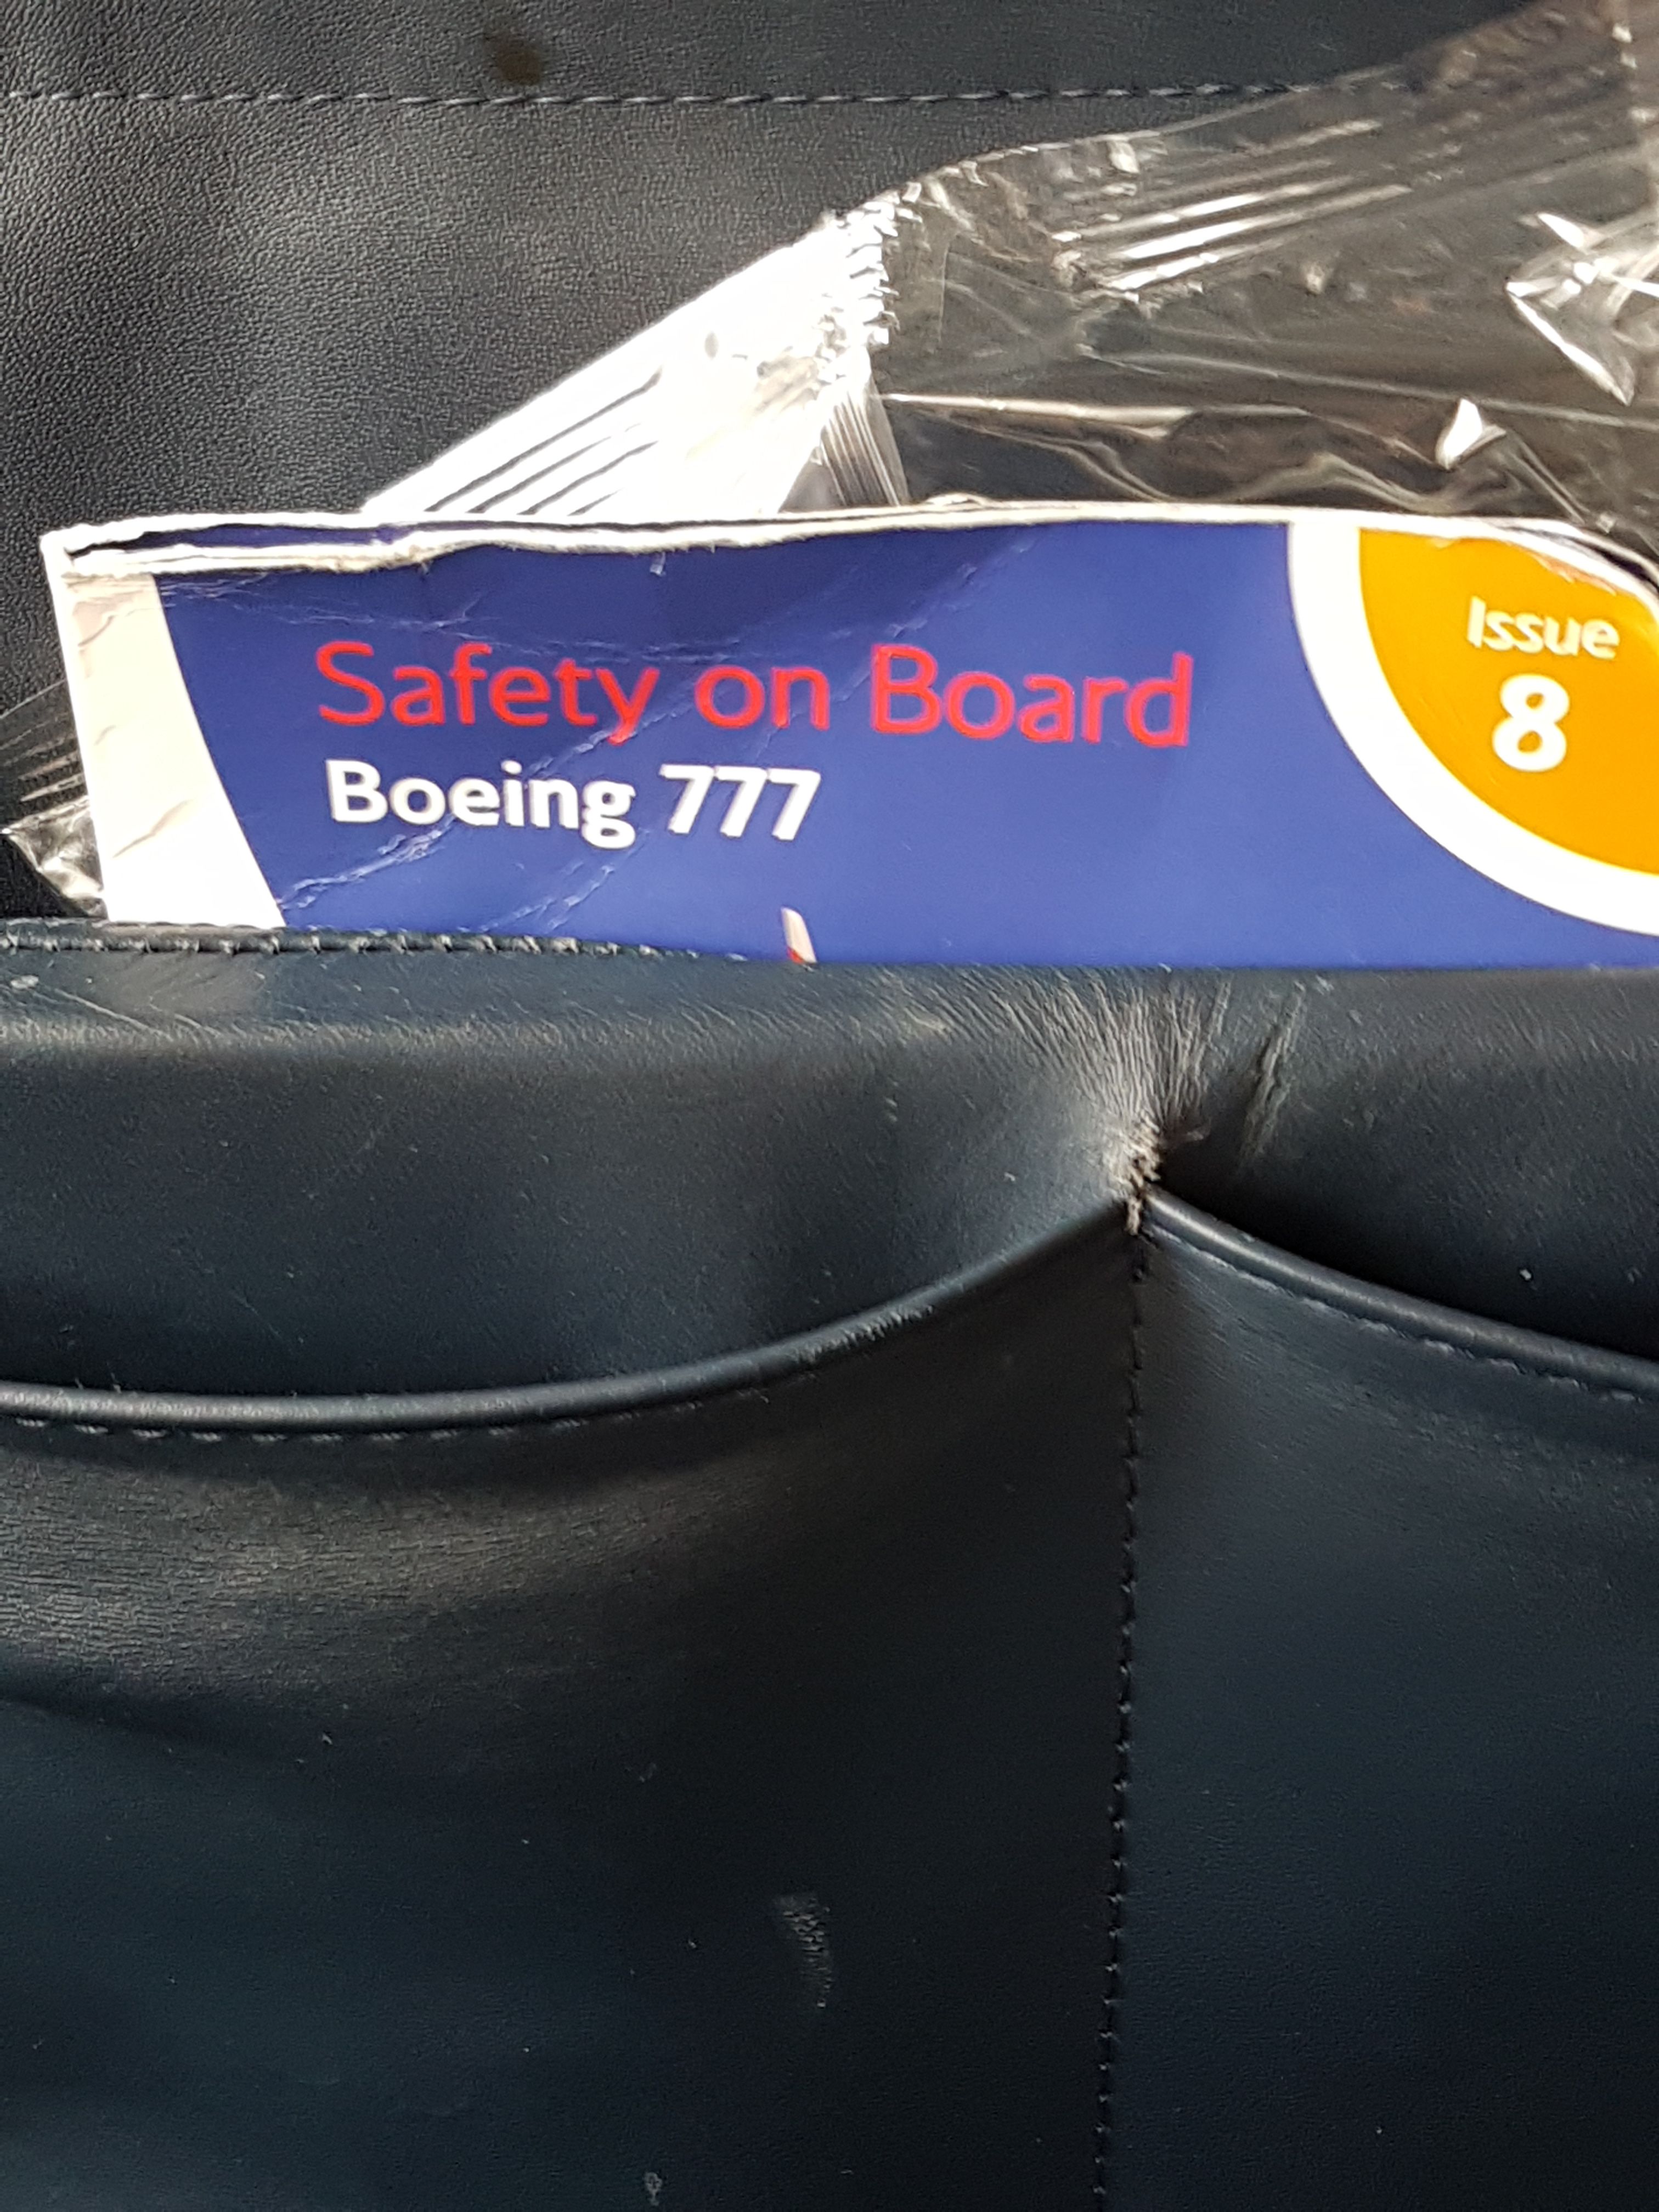 Safety on Board
Boeing 777
Issue
8